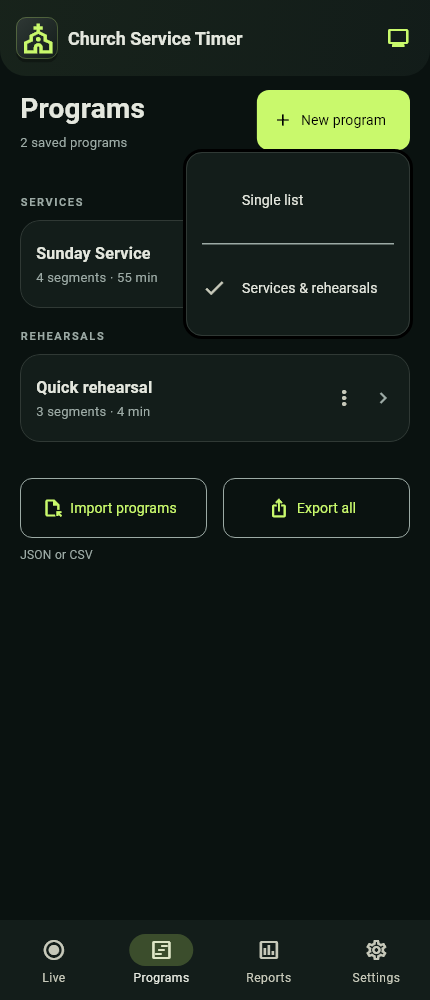 Church Service Timer
Programs
New program
2 saved programs
Single list
SERVICES
Sunday Service
4 segments · 55 min
Services & rehearsals
REHEARSALS
Quick rehearsal
3 segments · 4 min
Import programs
Export all
JSON or CSV
Live
Programs
Reports
Settings